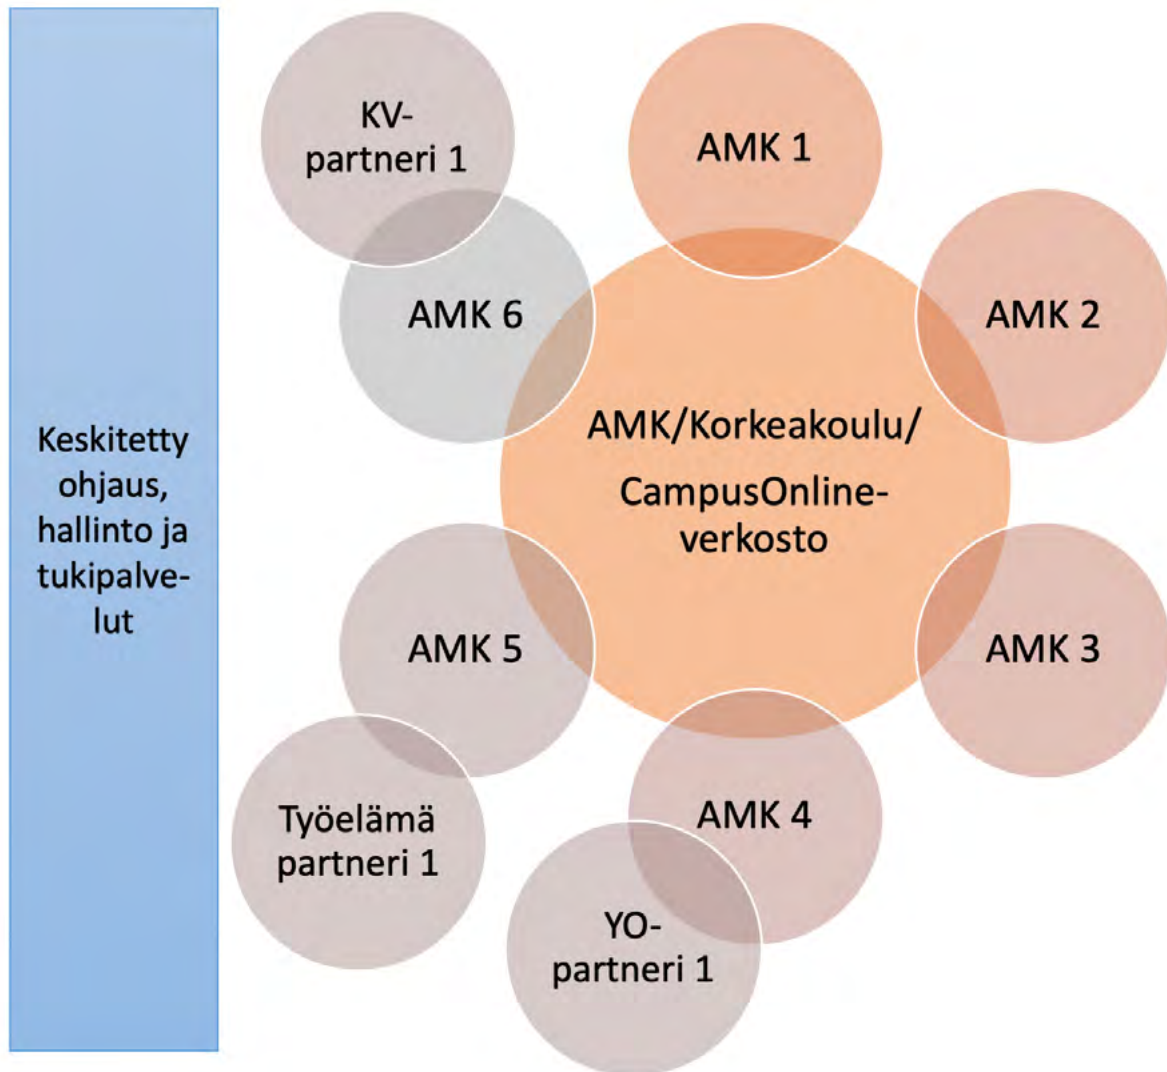 Keskitetty
ohjaus,
hallinto ja
tukipalve-
lut
KV-
partneri 1
AMK 1
AMK 6
AMK 2
AMK/Korkeakoulu/
CampusOnline-
verkosto
AMK 5
AMK 3
Työelämä
partneri 1
AMK 4
YO-
partneri 1